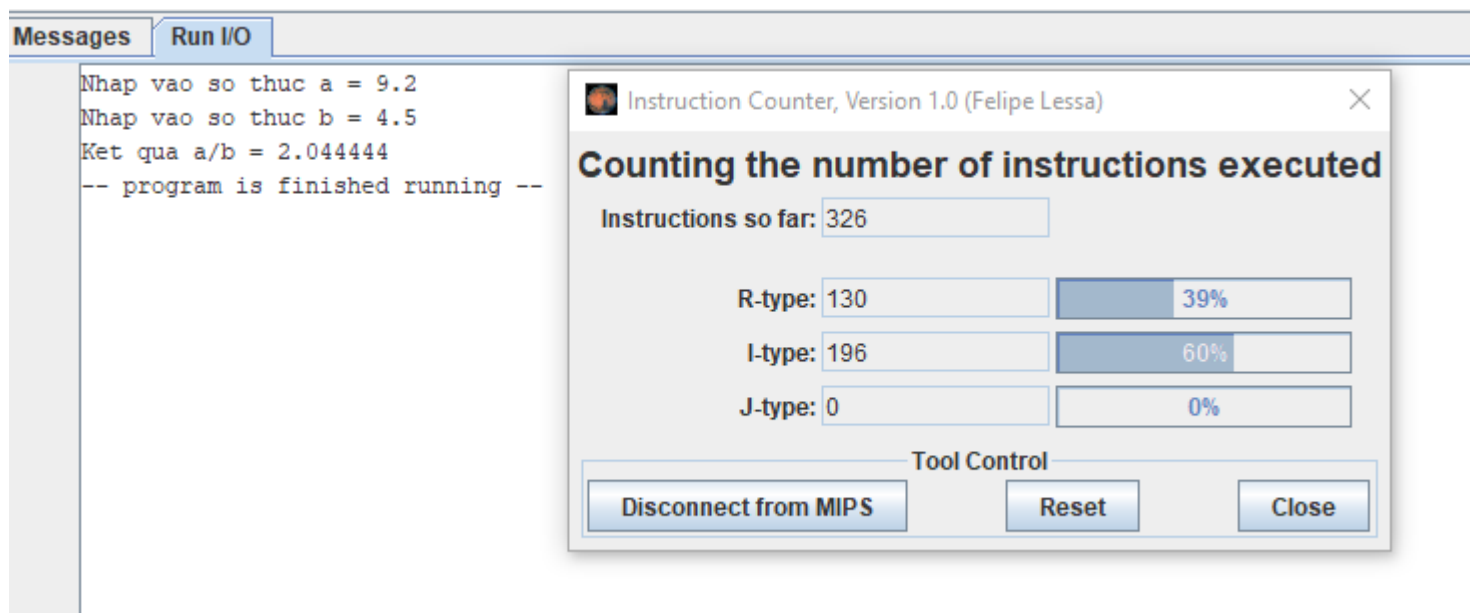 Messages Run I/O
Nhap vao so thuc a = 9.2
Nhap vao so thuc b = 4.5
Ket qua a/b = 2.044444
-- program is finished running --
Instruction Counter, Version 1.0 (Felipe Lessa)
Counting the number of instructions executed
Instructions so far: 326
R-type: 130 39%
I-type: 196 60%
J-type: 0 0%
Tool Control
Disconnect from MIPS Reset Close